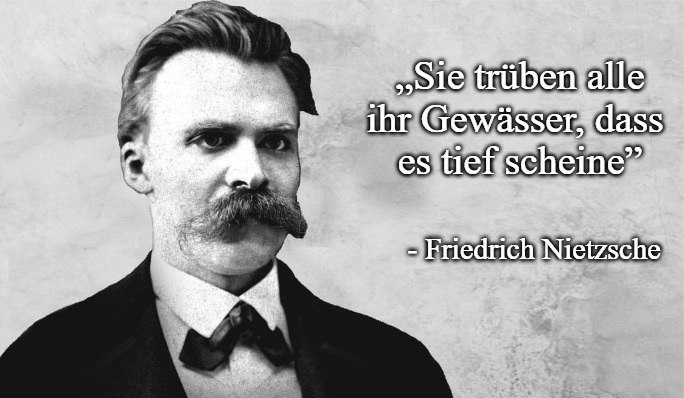 „Sie trüben alle
ihr Gewässer, dass
es tief scheine”
- Friedrich Nietzsche